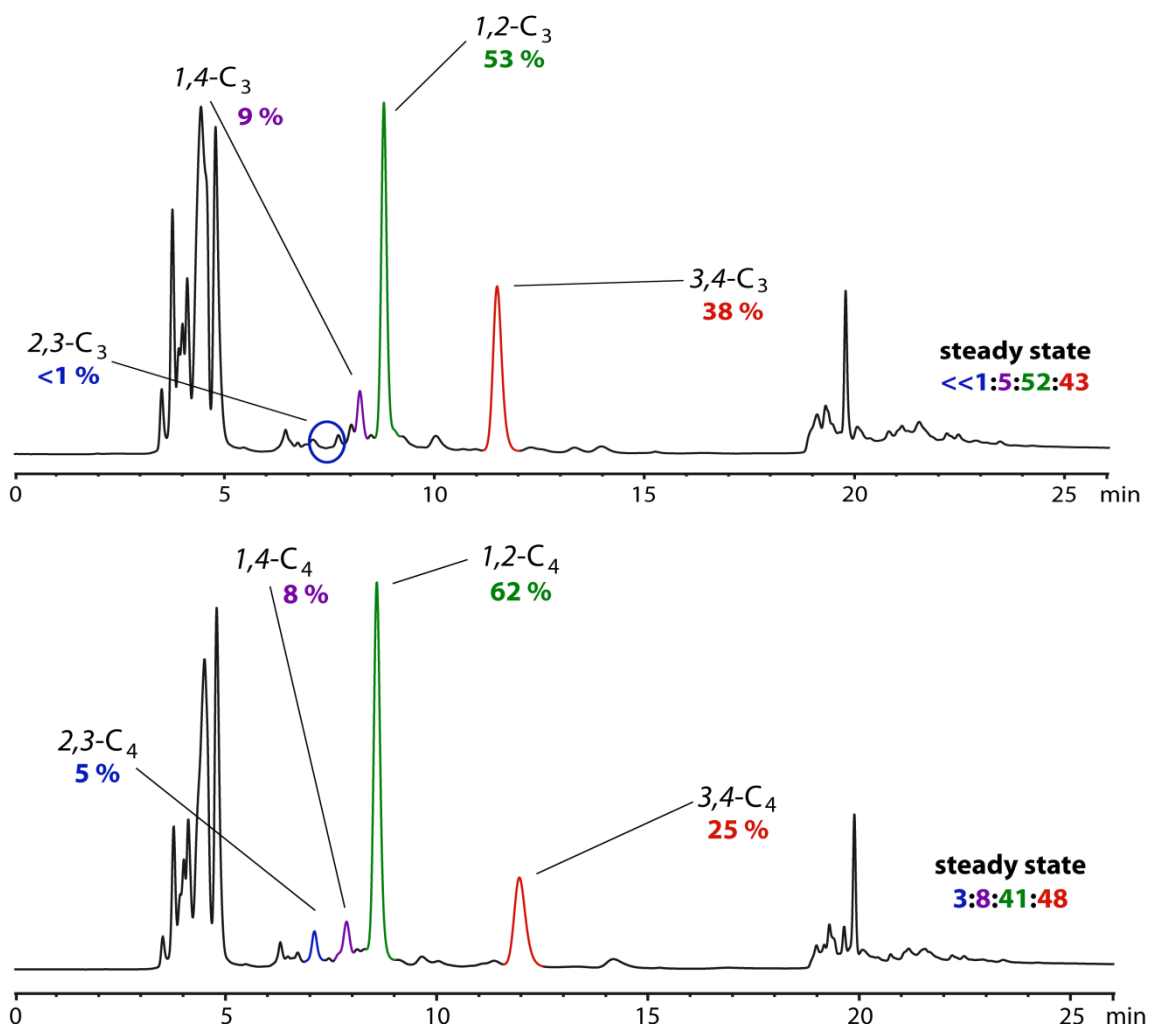 1,2-C3
53 %
1,4-C3
9 %
3,4-C3
38 %
2,3-C3
<1 %
steady state
<<1:5:52:43
0 5 10 15 20 25 min
1,4-C4
8 %
1,2-C4
62 %
2,3-C4
5 %
3,4-C4
25 %
steady state
3:8:41:48
0 5 10 15 20 25 min